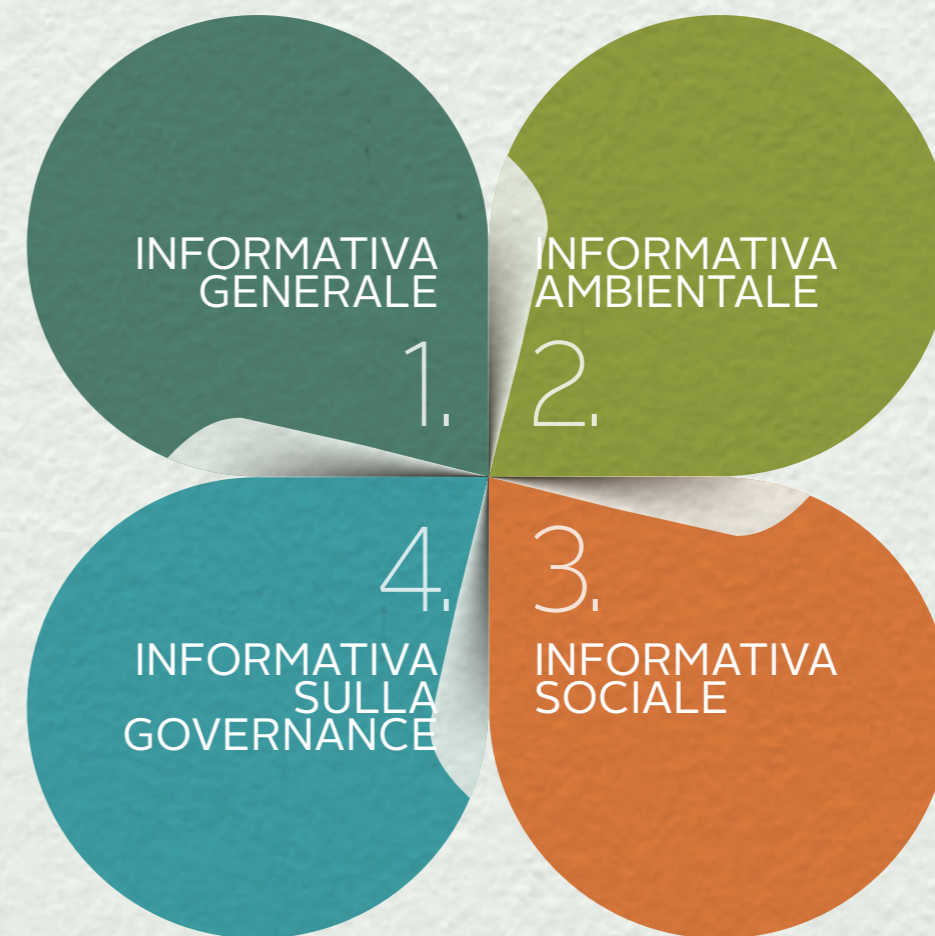 INFORMATIVA
GENERALE
1.
INFORMATIVA
AMBIENTALE
2.
3.
INFORMATIVA
SOCIALE
4.
INFORMATIVA
SULLA
GOVERNANCE